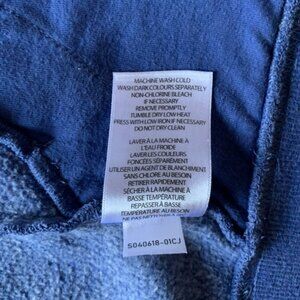 MACHINE WASH COLD
WASH DARK COLOURS SEPARATELY
NON-CHLORINE BLEACH
IF NECESSARY
REMOVE PROMPTLY
TUMBLE DRY LOW HEAT
PRESS WITH LOW IRON IF NECESSARY
DO NOT DRY CLEAN
LAVER À LA MACHINE À
L'EAU FROIDE
LAVER LES COULEURS
FONCÉES SÉPARÉMENT
UTILISER UN AGENT DE BLANCHIMENT
SANS CHLORE AU BESOIN
RETIRER RAPIDEMENT
SÉCHER À LA MACHINE À
BASSE TEMPÉRATURE
REPASSER À BASSE
TEMPÉRATURE AU BESOIN
NE PAS NETTOYER
S040618-01CJ